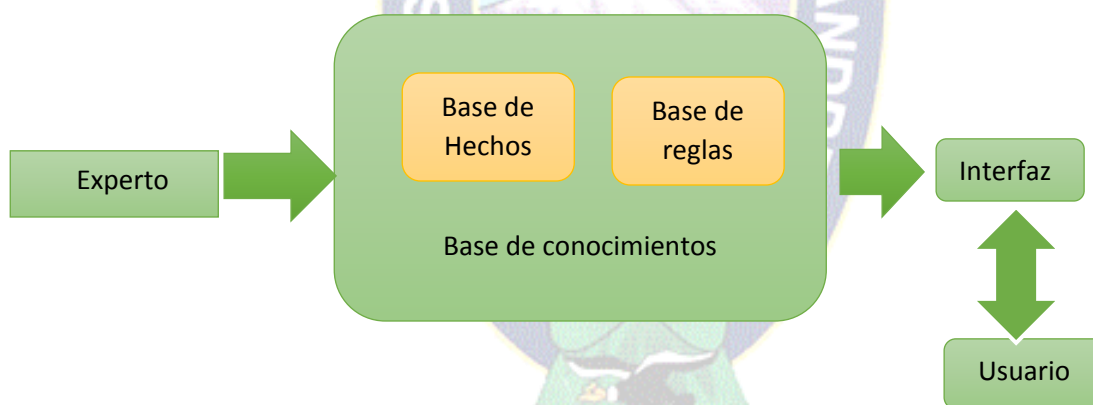 Experto
Base de
Hechos
Base de
reglas
Base de conocimientos
Interfaz
Usuario